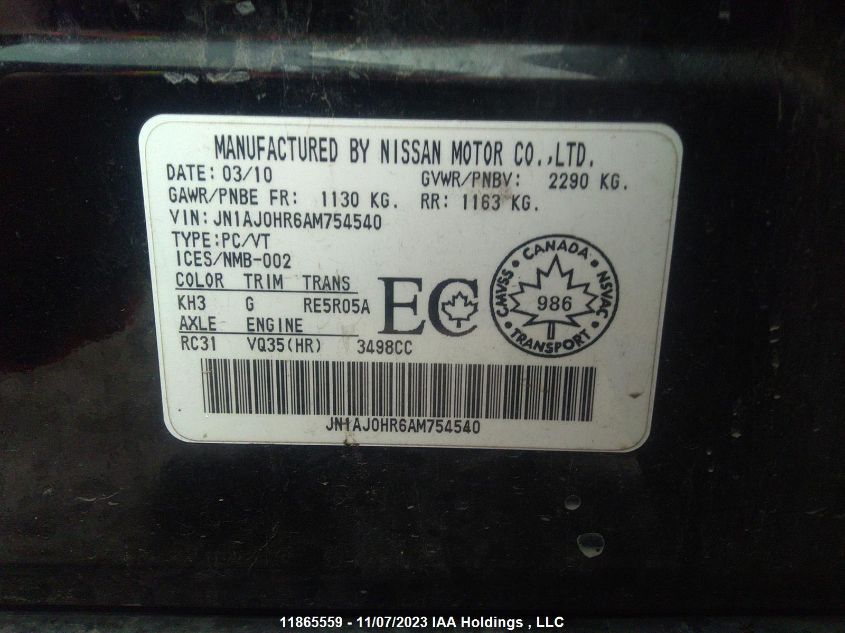 MANUFACTURED BY NISSAN MOTOR CO.,LTD.
DATE: 03/10 GVWR/PNBV: 2290 KG.
GAWR/PNBE FR: 1130 KG. RR: 1163 KG.
VIN: JN1AJ0HR6AM754540
TYPE:PC/VT
ICES/NMB-002
COLOR TRIM TRANS
KH3 G RE5R05A
AXLE ENGINE
RC31 VQ35(HR) 3498CC
EC
CANADA
CMVSS NSVAC
986
TRANSPORT
JN1AJ0HR6AM754540
11865559 - 11/07/2023 IAA Holdings , LLC